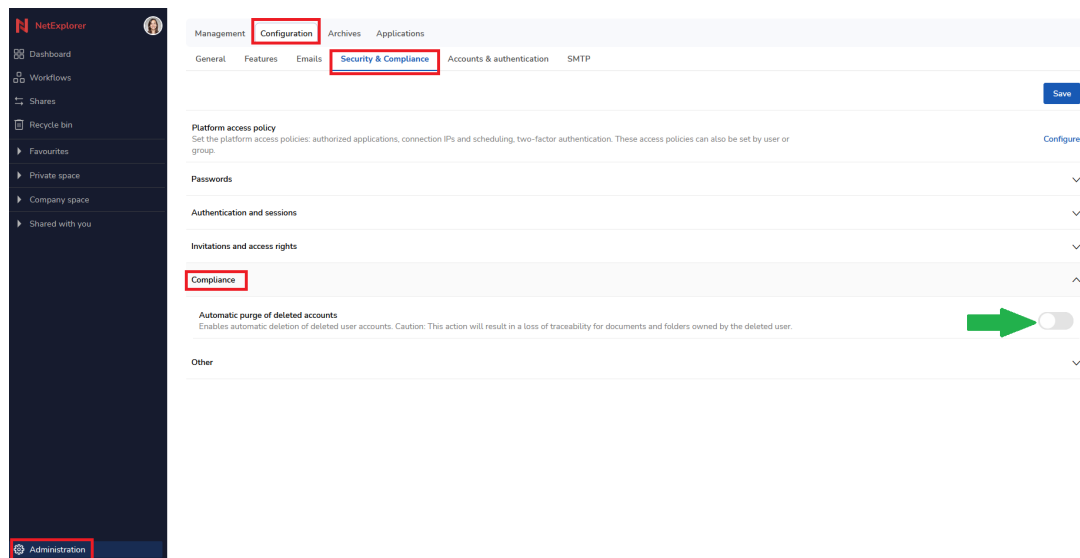 NetExplorer
Dashboard
Workflows
Shares
Recycle bin
Favourites
Private space
Company space
Shared with you
Administration
Management Configuration Archives Applications
General Features Emails Security & Compliance Accounts & authentication SMTP
Save
Platform access policy
Set the platform access policies: authorized applications, connection IPs and scheduling, two-factor authentication. These access policies can also be set by user or
group.
Configure
Passwords
Authentication and sessions
Invitations and access rights
Compliance
Automatic purge of deleted accounts
Enables automatic deletion of deleted user accounts. Caution: This action will result in a loss of traceability for documents and folders owned by the deleted user.
Other